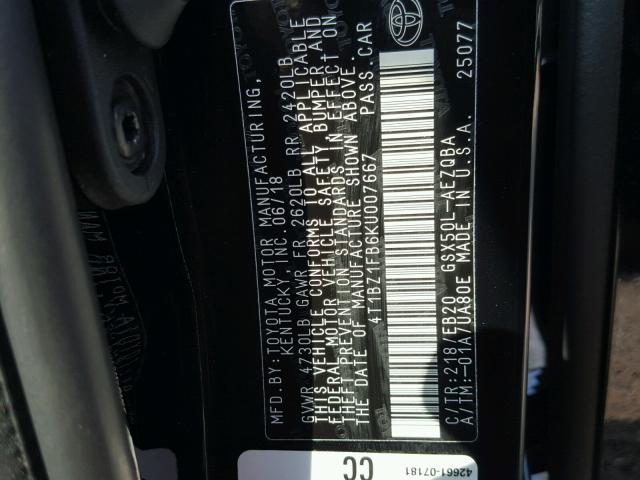 MFD.BY:TOYOTA MOTOR MANUFACTURING,
KENTUCKY, INC. 06/18
GVWR 4730LB GAWR FR 2620LB RR 2420LB
THIS VEHICLE CONFORMS TO ALL APPLICABLE
FEDERAL MOTOR VEHICLE SAFETY, BUMPER AND
THEFT PREVENTION STANDARDS IN EFFECT ON
THE DATE OF MANUFACTURE SHOWN ABOVE.
4T1BZ1FB6KU007667 PASS.CAR
C/TR:218/FB20 GSX50L-AEZQBA
A/TM:-01A/UA80E MADE IN U.S.A. 25077
CC
42661-07181